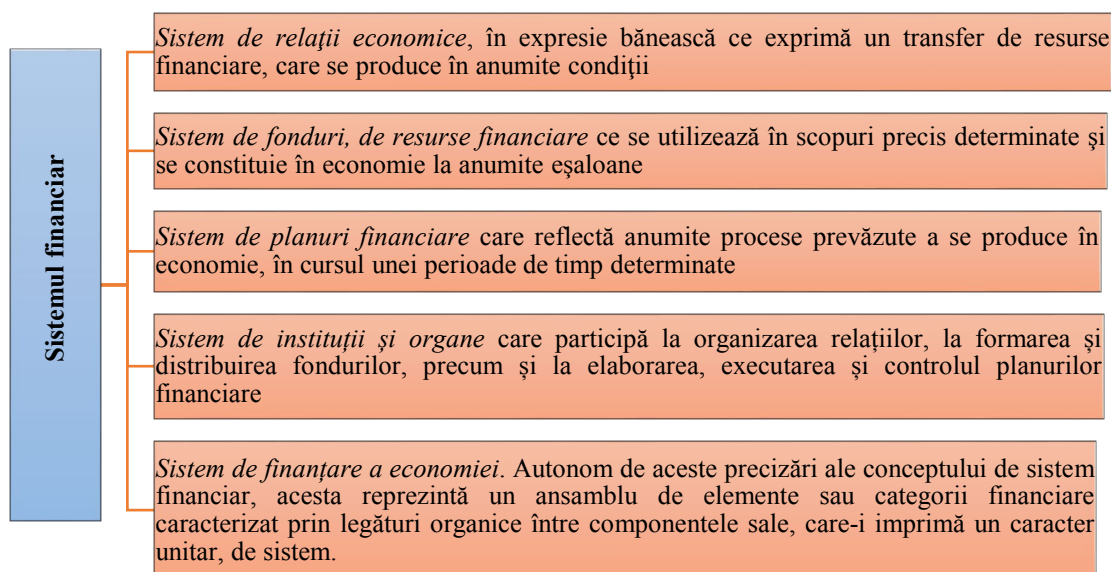 Sistemul financiar
Sistem de relaţii economice, în expresie bănească ce exprimă un transfer de resurse
financiare, care se produce în anumite condiţii
Sistem de fonduri, de resurse financiare ce se utilizează în scopuri precis determinate şi
se constituie în economie la anumite eşaloane
Sistem de planuri financiare care reflectă anumite procese prevăzute a se produce în
economie, în cursul unei perioade de timp determinate
Sistem de instituții și organe care participă la organizarea relațiilor, la formarea și
distribuirea fondurilor, precum și la elaborarea, executarea și controlul planurilor
financiare
Sistem de finanțare a economiei. Autonom de aceste precizări ale conceptului de sistem
financiar, acesta reprezintă un ansamblu de elemente sau categorii financiare
caracterizat prin legături organice între componentele sale, care-i imprimă un caracter
unitar, de sistem.